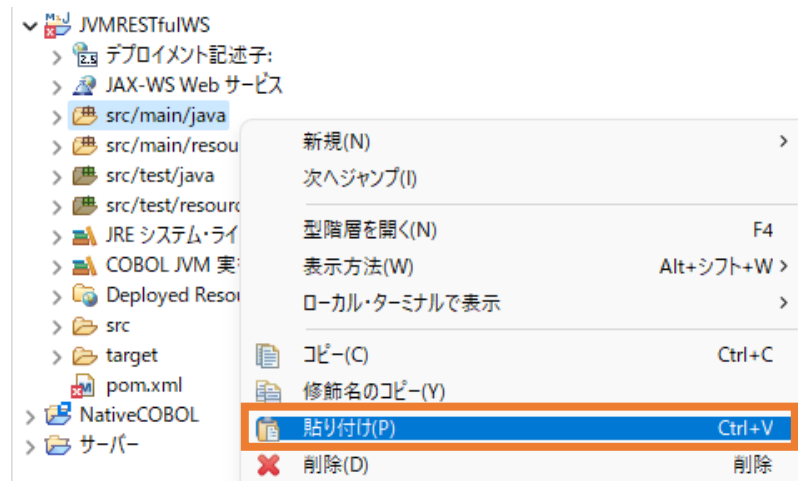 JVMRESTfulWS
デプロイメント記述子:
2.5
JAX-WS Web サービス
src/main/java
src/main/resou
src/test/java
src/test/resourc
JRE システム・ライ
COBOL JVM 実
Deployed Resou
src
target
pom.xml
NativeCOBOL
サーバー
新規(N)
次へジャンプ(I)
型階層を開く(N) F4
表示方法(W) Alt+シフト+W
ローカル・ターミナルで表示
コピー(C) Ctrl+C
修飾名のコピー(Y)
貼り付け(P) Ctrl+V
削除(D) 削除